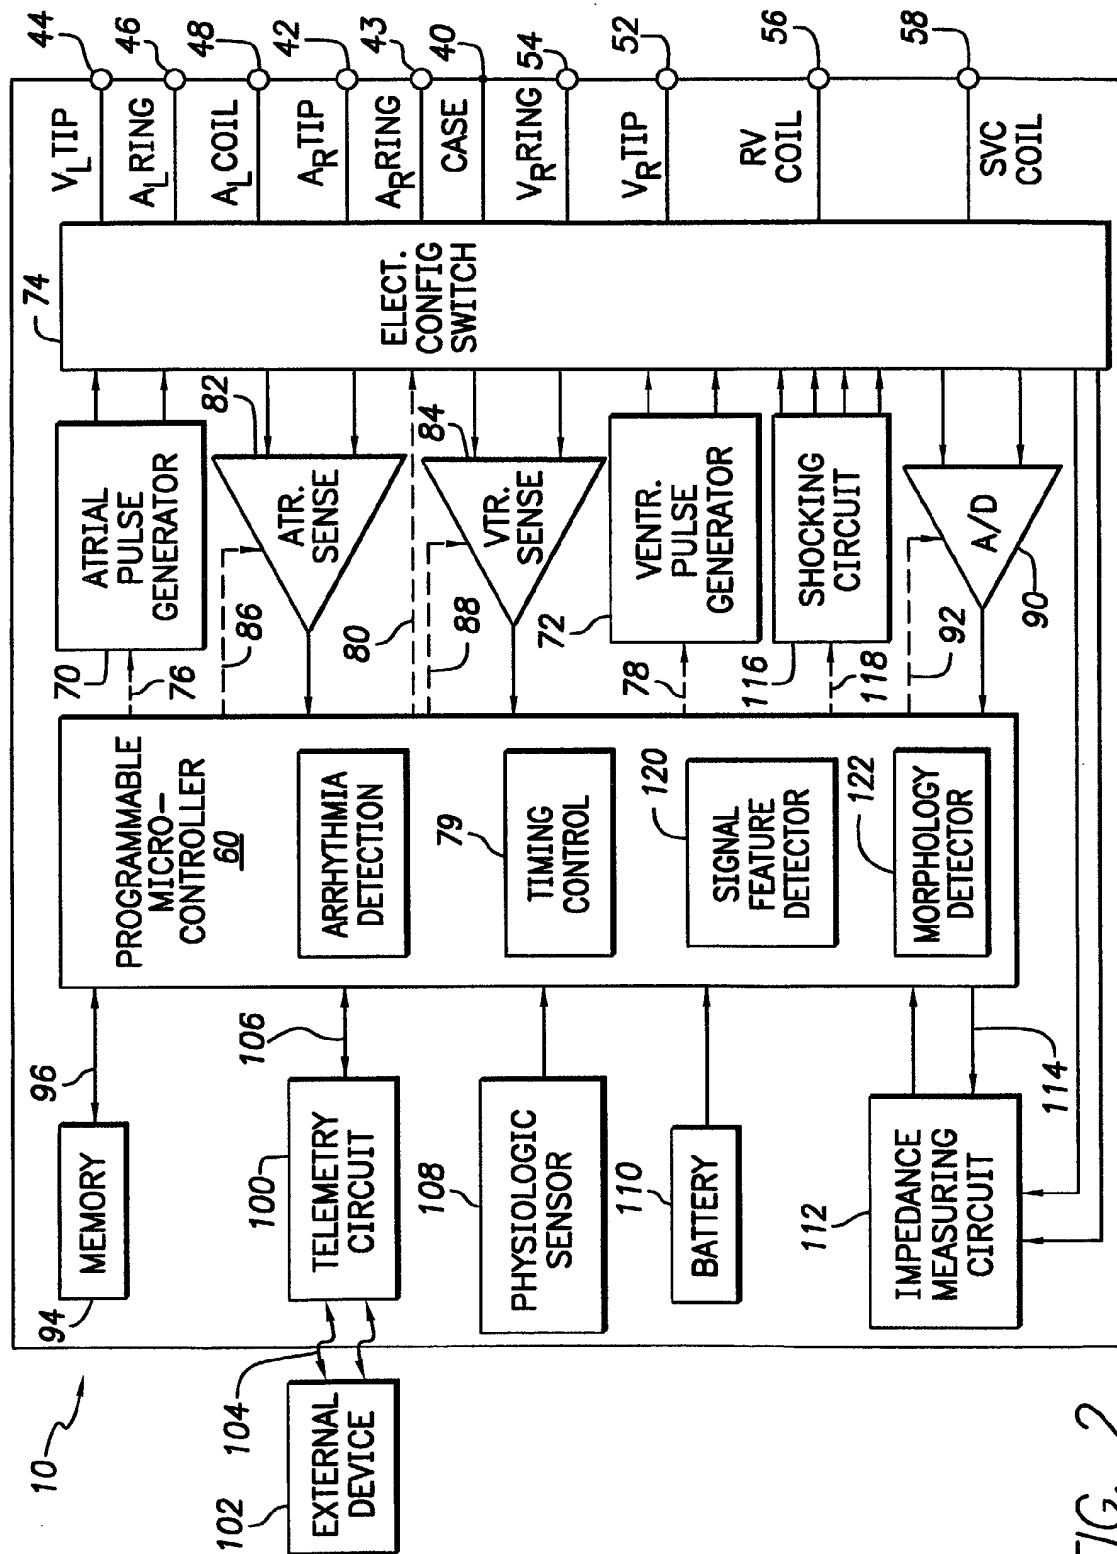 10
102
EXTERNAL
DEVICE
104
94
MEMORY
96
100
TELEMETRY
CIRCUIT
106
108
PHYSIOLOGIC
SENSOR
110
BATTERY
112
IMPEDANCE
MEASURING
CIRCUIT
114
PROGRAMMABLE
MICRO-
CONTROLLER
60
ARRHYTHMIA
DETECTION
79
TIMING
CONTROL
120
SIGNAL
FEATURE
DETECTOR
122
MORPHOLOGY
DETECTOR
70
76
ATRIAL
PULSE
GENERATOR
86
ATR.
SENSE
82
80
88
VTR.
SENSE
84
72
78
VENTR.
PULSE
GENERATOR
116
118
SHOCKING
CIRCUIT
92
A/D
90
74
ELECT.
CONFIG
SWITCH
VL TIP
44
AL RING
46
AL COIL
48
AR TIP
42
AR RING
43
CASE
40
VR RING
54
VR TIP
52
RV
COIL
56
SVC
COIL
58
FIG. 2